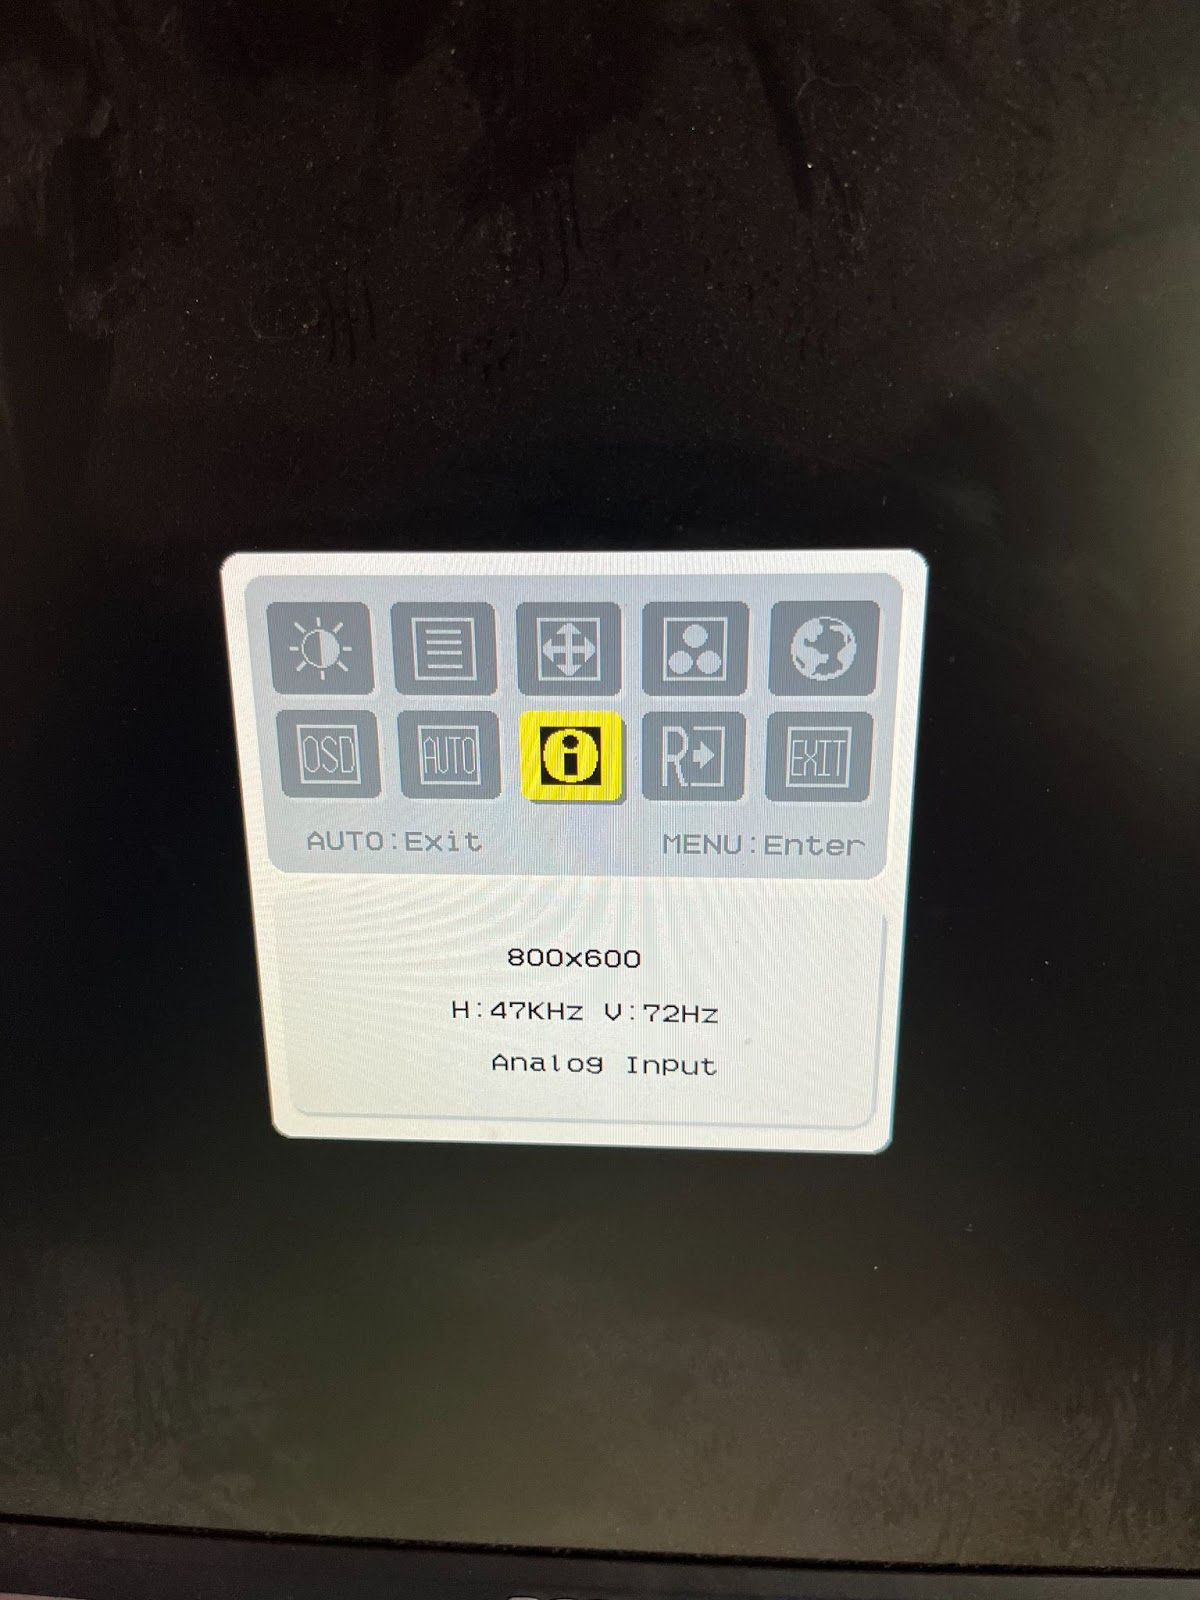 OSD AUTO i R EXIT
AUTO:Exit MENU:Enter
800x600
H:47KHz V:72Hz
Analog Input